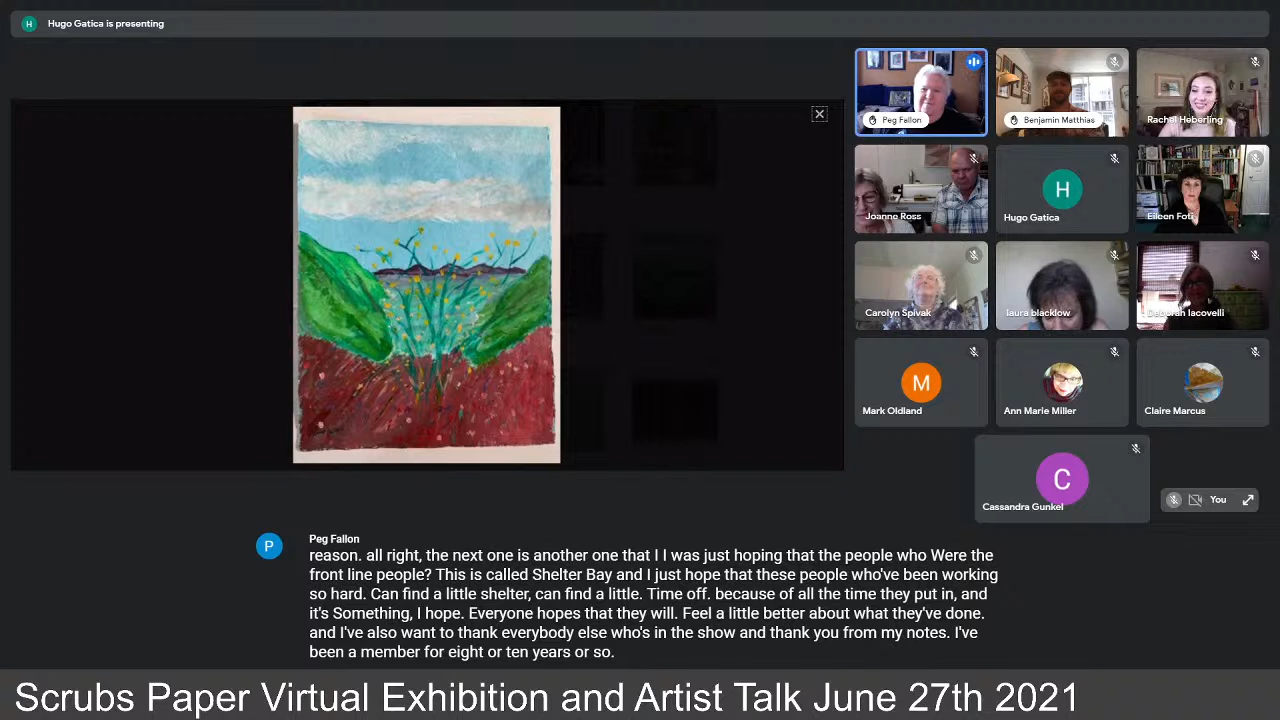 H Hugo Gatica is presenting
Peg Fallon
Benjamin Matthias
Rachel Heberling
Joanne Ross
H
Hugo Gatica
Eileen Foti
Carolyn Spivak
laura blacklow
Deborah Iacovelli
M
Mark Oldland
Ann Marie Miller
Claire Marcus
C
Cassandra Gunkel
You
P
Peg Fallon
reason. all right, the next one is another one that I I was just hoping that the people who Were the
front line people? This is called Shelter Bay and I just hope that these people who've been working
so hard. Can find a little shelter, can find a little. Time off. because of all the time they put in, and
it's Something, I hope. Everyone hopes that they will. Feel a little better about what they've done.
and I've also want to thank everybody else who's in the show and thank you from my notes. I've
been a member for eight or ten years or so.
Scrubs Paper Virtual Exhibition and Artist Talk June 27th 2021